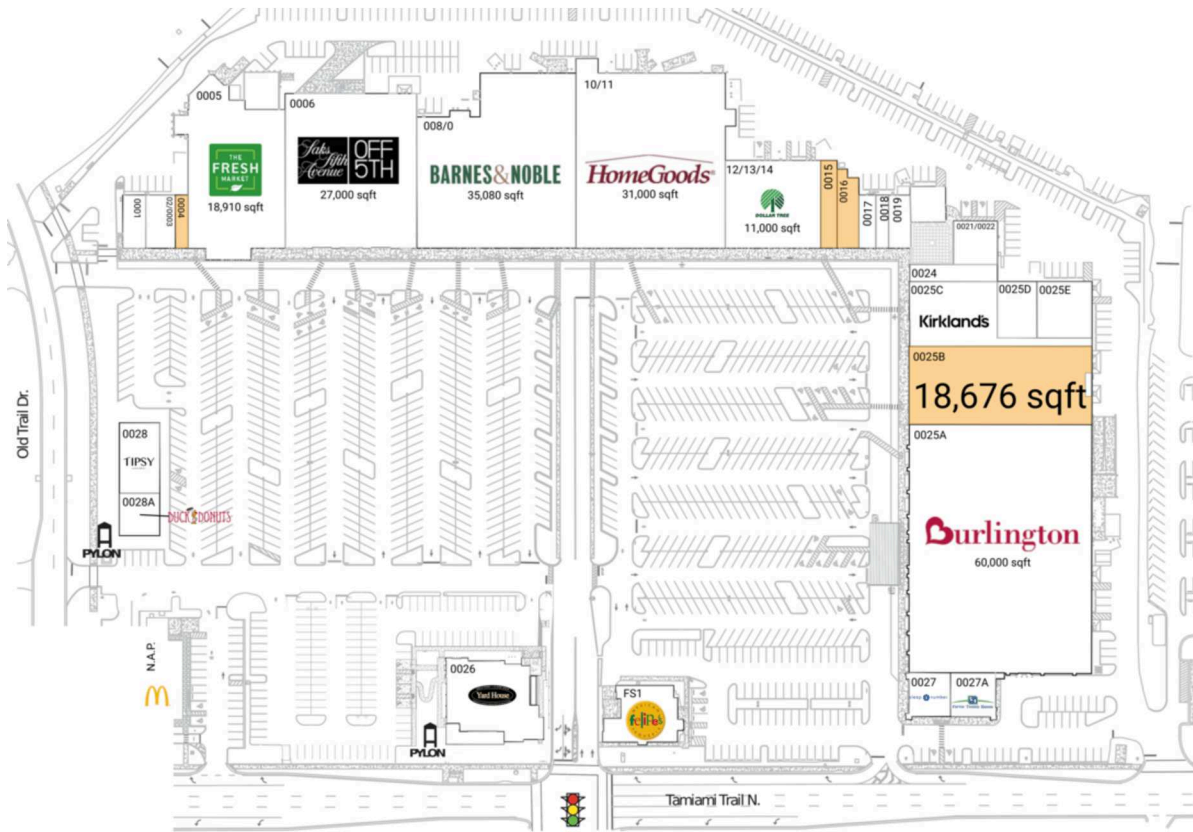 10/11
0005
0006
008/0
THE
FRESH
MARKET
18,910 sqft
Saks
Fifth
Avenue
OFF
5TH
27,000 sqft
BARNES&NOBLE
35,080 sqft
HomeGoods
31,000 sqft
12/13/14
DOLLAR TREE
11,000 sqft
0001
02/0003
0004
0015
0016
0017
0018
0019
0021/0022
0024
0025C
0025D
0025E
Kirkland's
0025B
18,676 sqft
0025A
Burlington
60,000 sqft
Old Trail Dr.
0028
TIPSY
0028A
DUCK DONUTS
PYLON
N.A.P.
0026
Yard House
PYLON
FS1
Felipe's
0027
0027A
Tamiami Trail N.